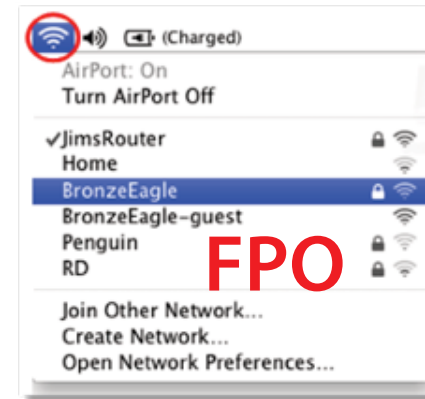 (Charged)
AirPort: On
Turn AirPort Off
✓JimsRouter
Home
BronzeEagle
BronzeEagle-guest
Penguin
RD
FPO
Join Other Network...
Create Network...
Open Network Preferences...